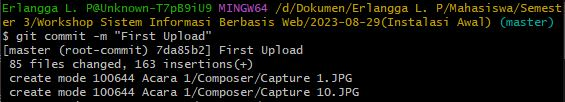 Erlangga L. P@Unknown-T7pB9iU9 MINGW64 /d/Dokumen/Erlangga L. P/Mahasiswa/Semest
er 3/Workshop Sistem Informasi Berbasis Web/2023-08-29(Instalasi Awal) (master)
$ git commit -m "First Upload"
[master (root-commit) 7da85b2] First Upload
 85 files changed, 163 insertions(+)
 create mode 100644 Acara 1/Composer/Capture 1.JPG
 create mode 100644 Acara 1/Composer/Capture 10.JPG